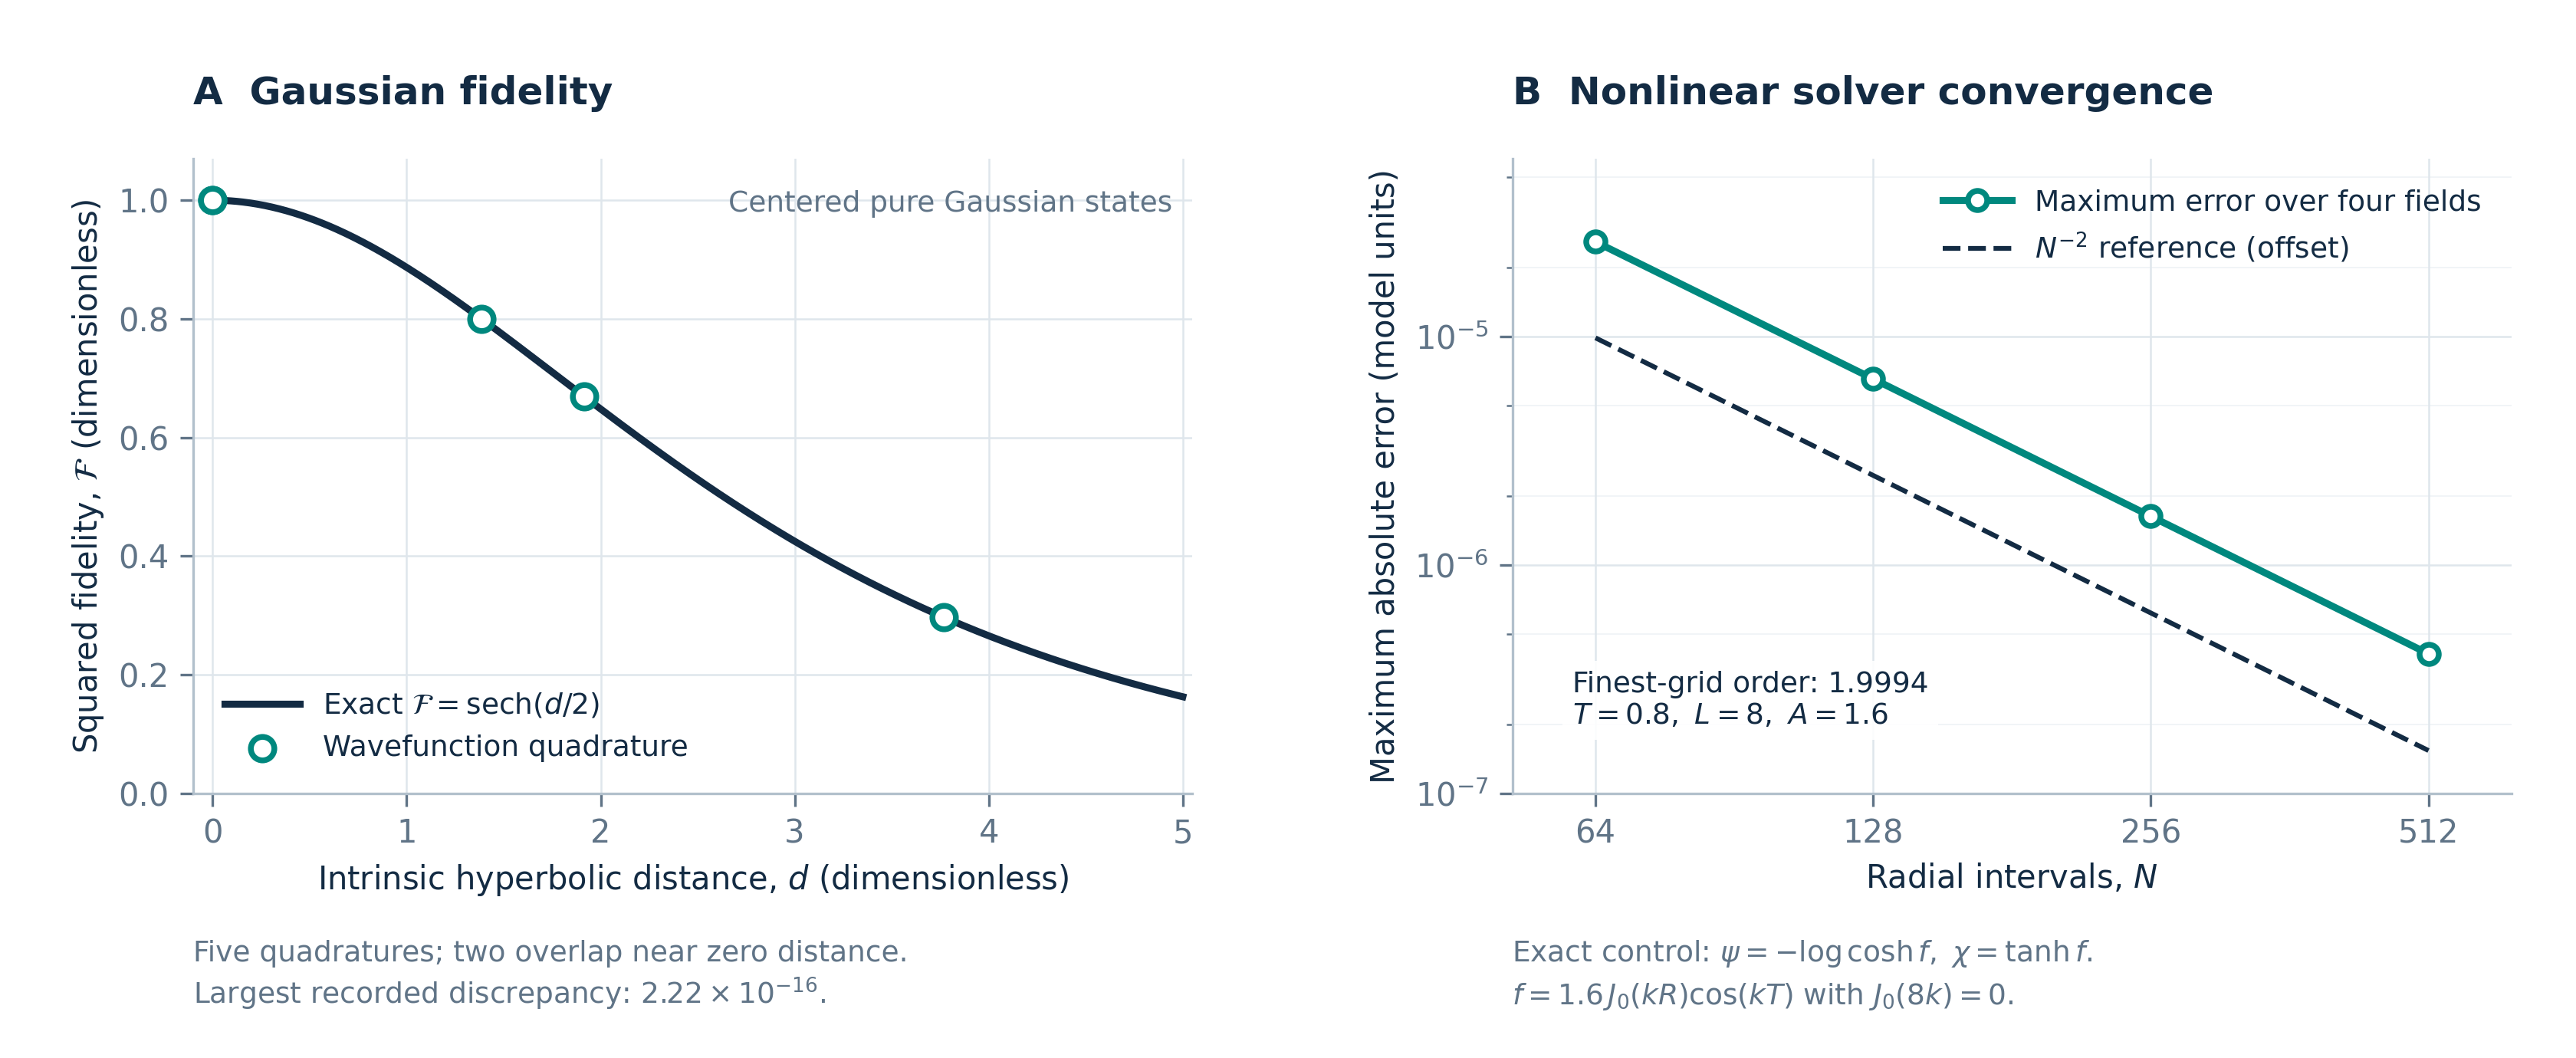 A Gaussian fidelity
Squared fidelity, ℱ (dimensionless)
1.0
0.8
0.6
0.4
0.2
0.0
Centered pure Gaussian states
Exact ℱ = sech(d/2)
Wavefunction quadrature
0 1 2 3 4 5
Intrinsic hyperbolic distance, d (dimensionless)
Five quadratures; two overlap near zero distance.
Largest recorded discrepancy: 2.22 × 10⁻¹⁶.
B Nonlinear solver convergence
Maximum absolute error (model units)
10⁻⁵
10⁻⁶
10⁻⁷
Maximum error over four fields
N⁻² reference (offset)
Finest-grid order: 1.9994
T = 0.8, L = 8, A = 1.6
64 128 256 512
Radial intervals, N
Exact control: ψ = −log cosh f, χ = tanh f.
f = 1.6 J₀(kR)cos(kT) with J₀(8k) = 0.